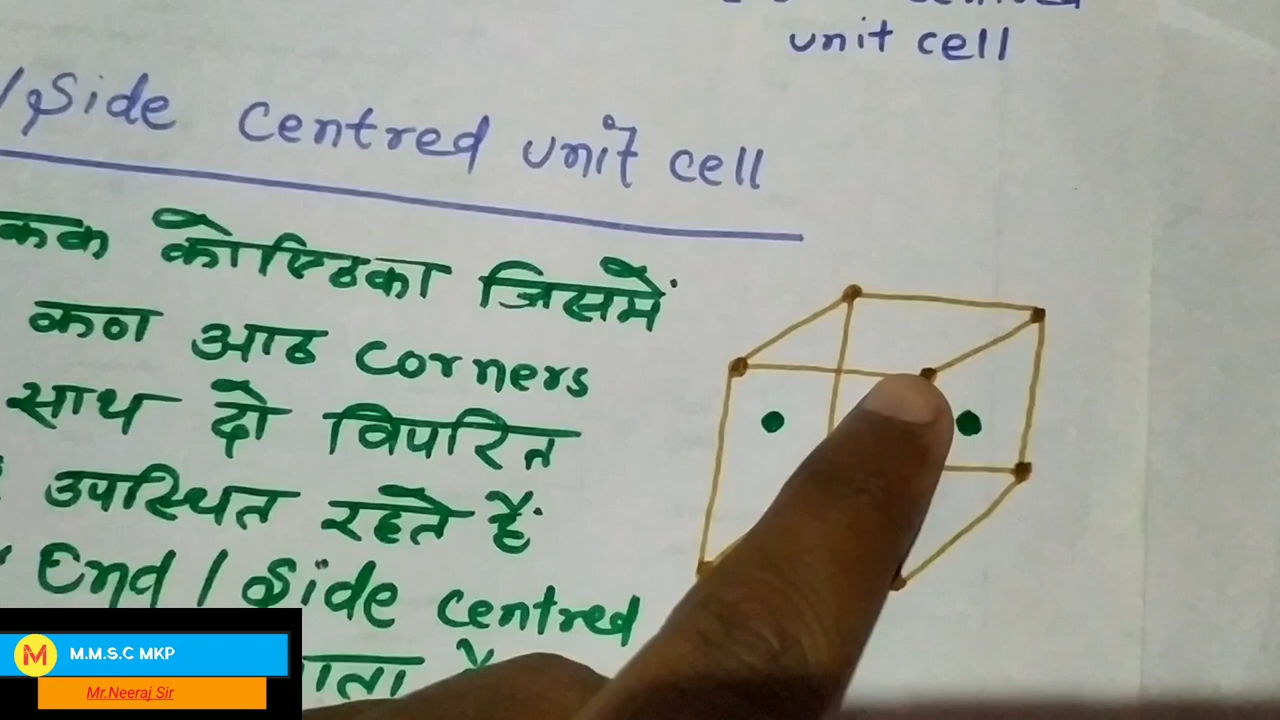 unit cell
/Side Centred unit cell
कोष्ठिका जिसमें
कण आठ corners
साथ दो विपरित
उपस्थित रहते हैं
End / Side centred
M.M.S.C MKP
Mr.Neeraj Sir